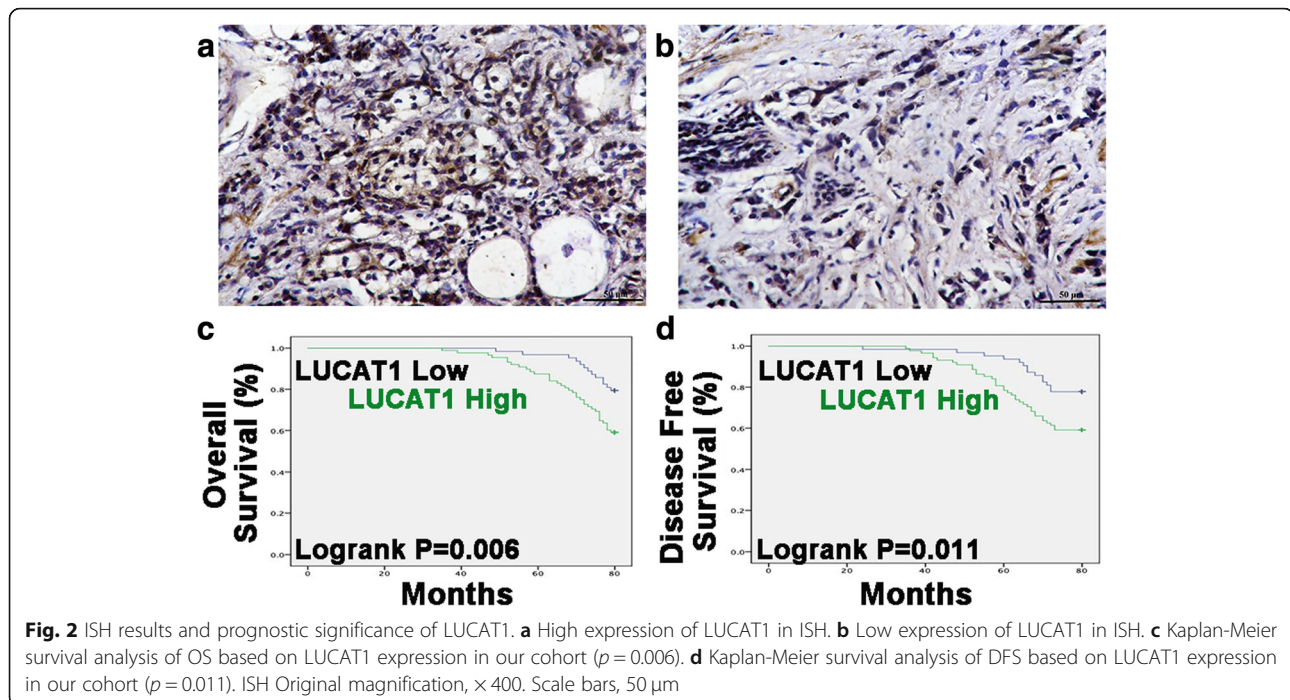 a
b
50 µm
50 µm
c
d
Overall
Survival (%)
1.0
0.8
0.6
0.4
0.2
0.0
LUCAT1 Low
LUCAT1 High
Logrank P=0.006
0 20 40 60 80
Months
Disease Free
Survival (%)
1.0
0.8
0.6
0.4
0.2
0.0
LUCAT1 Low
LUCAT1 High
Logrank P=0.011
0 20 40 60 80
Months
Fig. 2 ISH results and prognostic significance of LUCAT1. a High expression of LUCAT1 in ISH. b Low expression of LUCAT1 in ISH. c Kaplan-Meier
survival analysis of OS based on LUCAT1 expression in our cohort (p = 0.006). d Kaplan-Meier survival analysis of DFS based on LUCAT1 expression
in our cohort (p = 0.011). ISH Original magnification, × 400. Scale bars, 50 µm